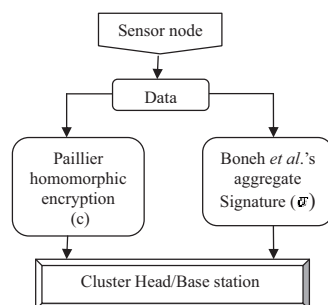 Sensor node
Data
Paillier
homomorphic
encryption
(c)
Boneh et al.'s
aggregate
Signature (σ)
Cluster Head/Base station